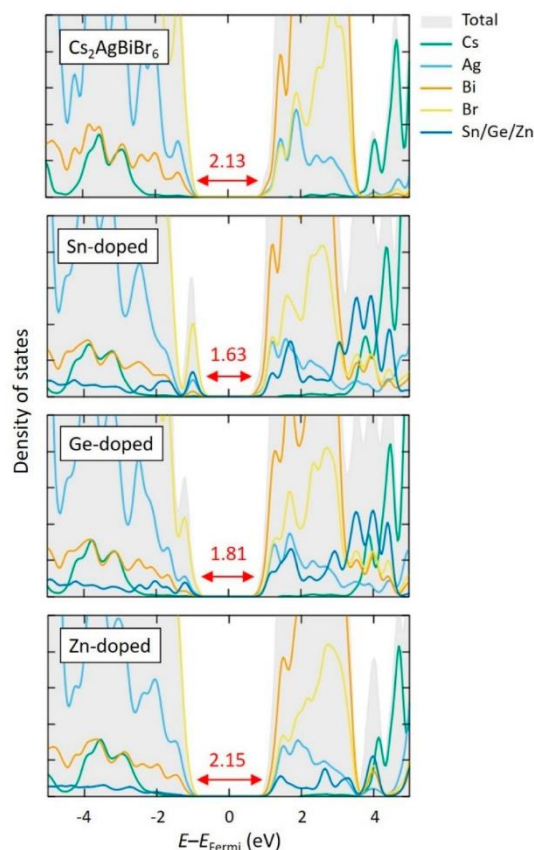 Cs₂AgBiBr₆
2.13
Total
Cs
Ag
Bi
Br
Sn/Ge/Zn
Sn-doped
1.63
Density of states
Ge-doped
1.81
Zn-doped
2.15
-4 -2 0 2 4
E–E_Fermi (eV)